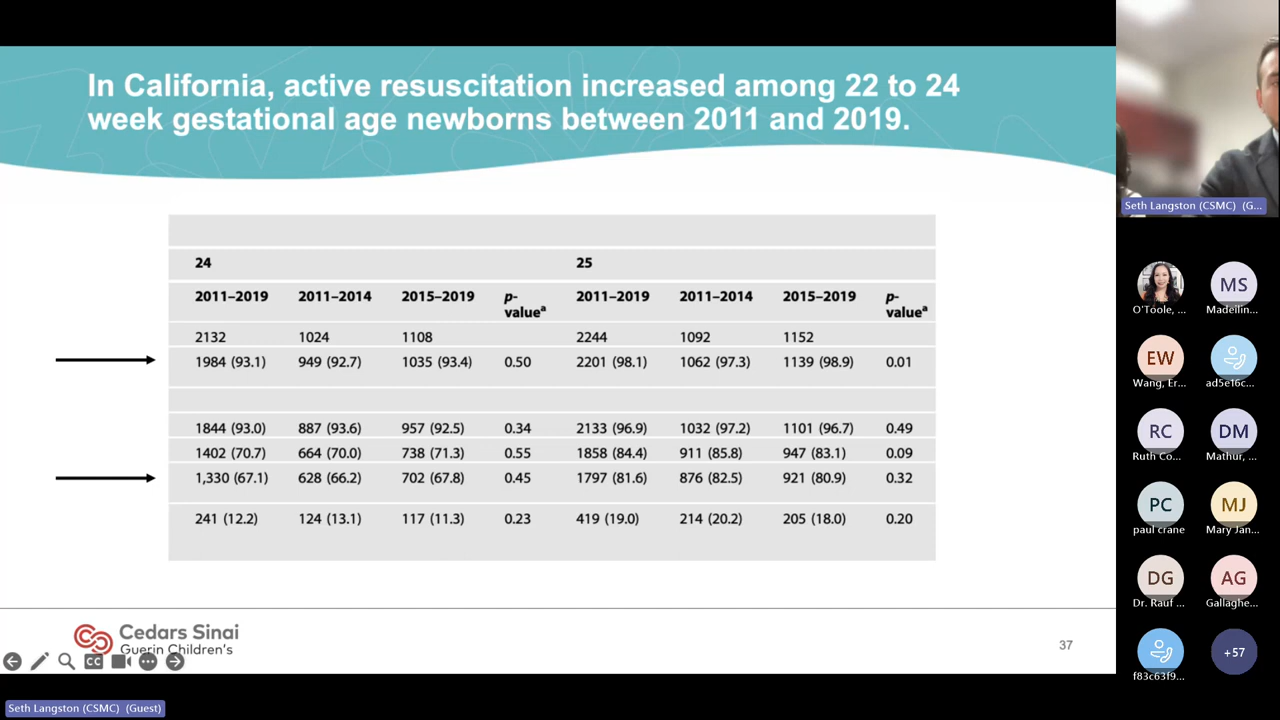 In California, active resuscitation increased among 22 to 24
week gestational age newborns between 2011 and 2019.
24 25
2011–2019 2011–2014 2015–2019 p-valueᵃ 2011–2019 2011–2014 2015–2019 p-valueᵃ
2132 1024 1108 2244 1092 1152
1984 (93.1) 949 (92.7) 1035 (93.4) 0.50 2201 (98.1) 1062 (97.3) 1139 (98.9) 0.01
1844 (93.0) 887 (93.6) 957 (92.5) 0.34 2133 (96.9) 1032 (97.2) 1101 (96.7) 0.49
1402 (70.7) 664 (70.0) 738 (71.3) 0.55 1858 (84.4) 911 (85.8) 947 (83.1) 0.09
1,330 (67.1) 628 (66.2) 702 (67.8) 0.45 1797 (81.6) 876 (82.5) 921 (80.9) 0.32
241 (12.2) 124 (13.1) 117 (11.3) 0.23 419 (19.0) 214 (20.2) 205 (18.0) 0.20
Cedars Sinai
Guerin Children's
37
CC
Seth Langston (CSMC) (Guest)
Seth Langston (CSMC) (G...
O'Toole, ...
MS
Madeilin...
EW
Wang, Er...
ad5e16c...
RC
Ruth Co...
DM
Mathur, ...
PC
paul crane
MJ
Mary Jan...
DG
Dr. Rauf ...
AG
Gallaghe...
f83c63f9...
+57